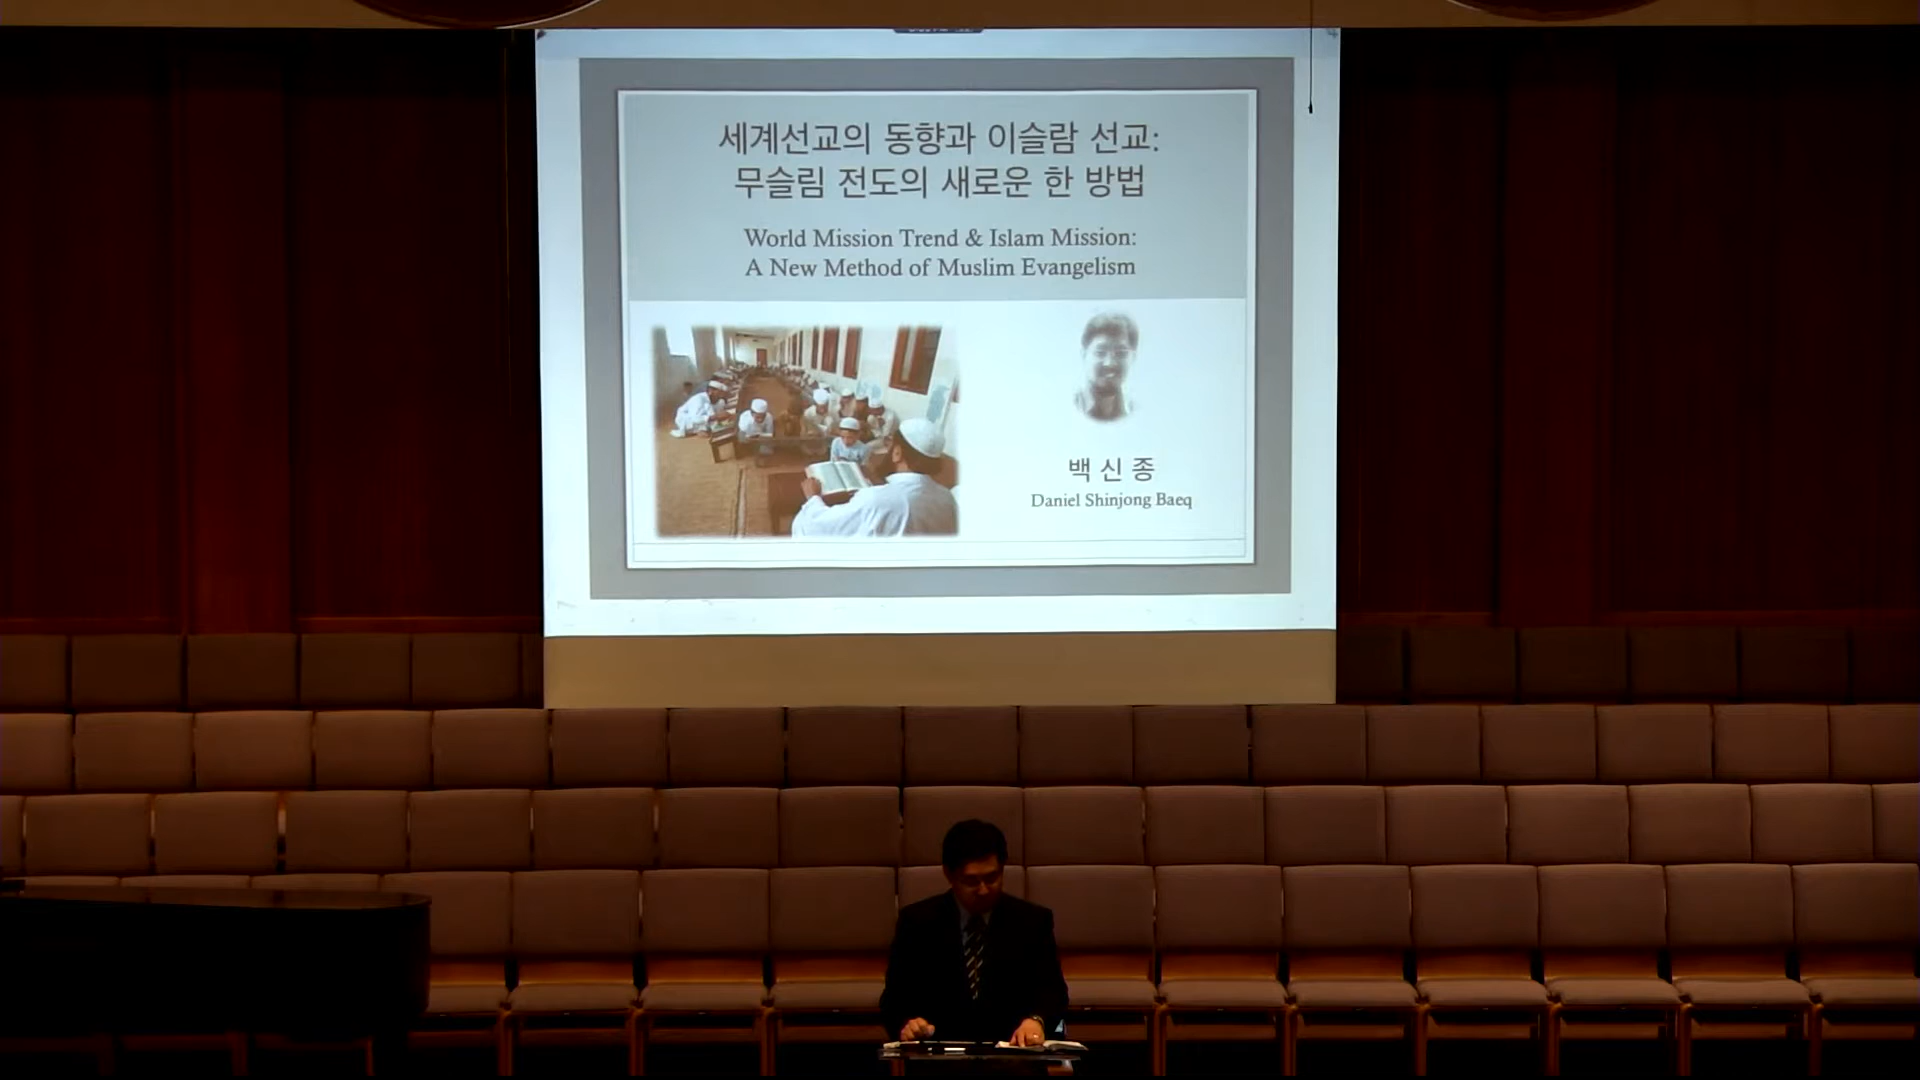 세계선교의 동향과 이슬람 선교:
무슬림 전도의 새로운 한 방법
World Mission Trend & Islam Mission:
A New Method of Muslim Evangelism
백 신 종
Daniel Shinjong Baeq